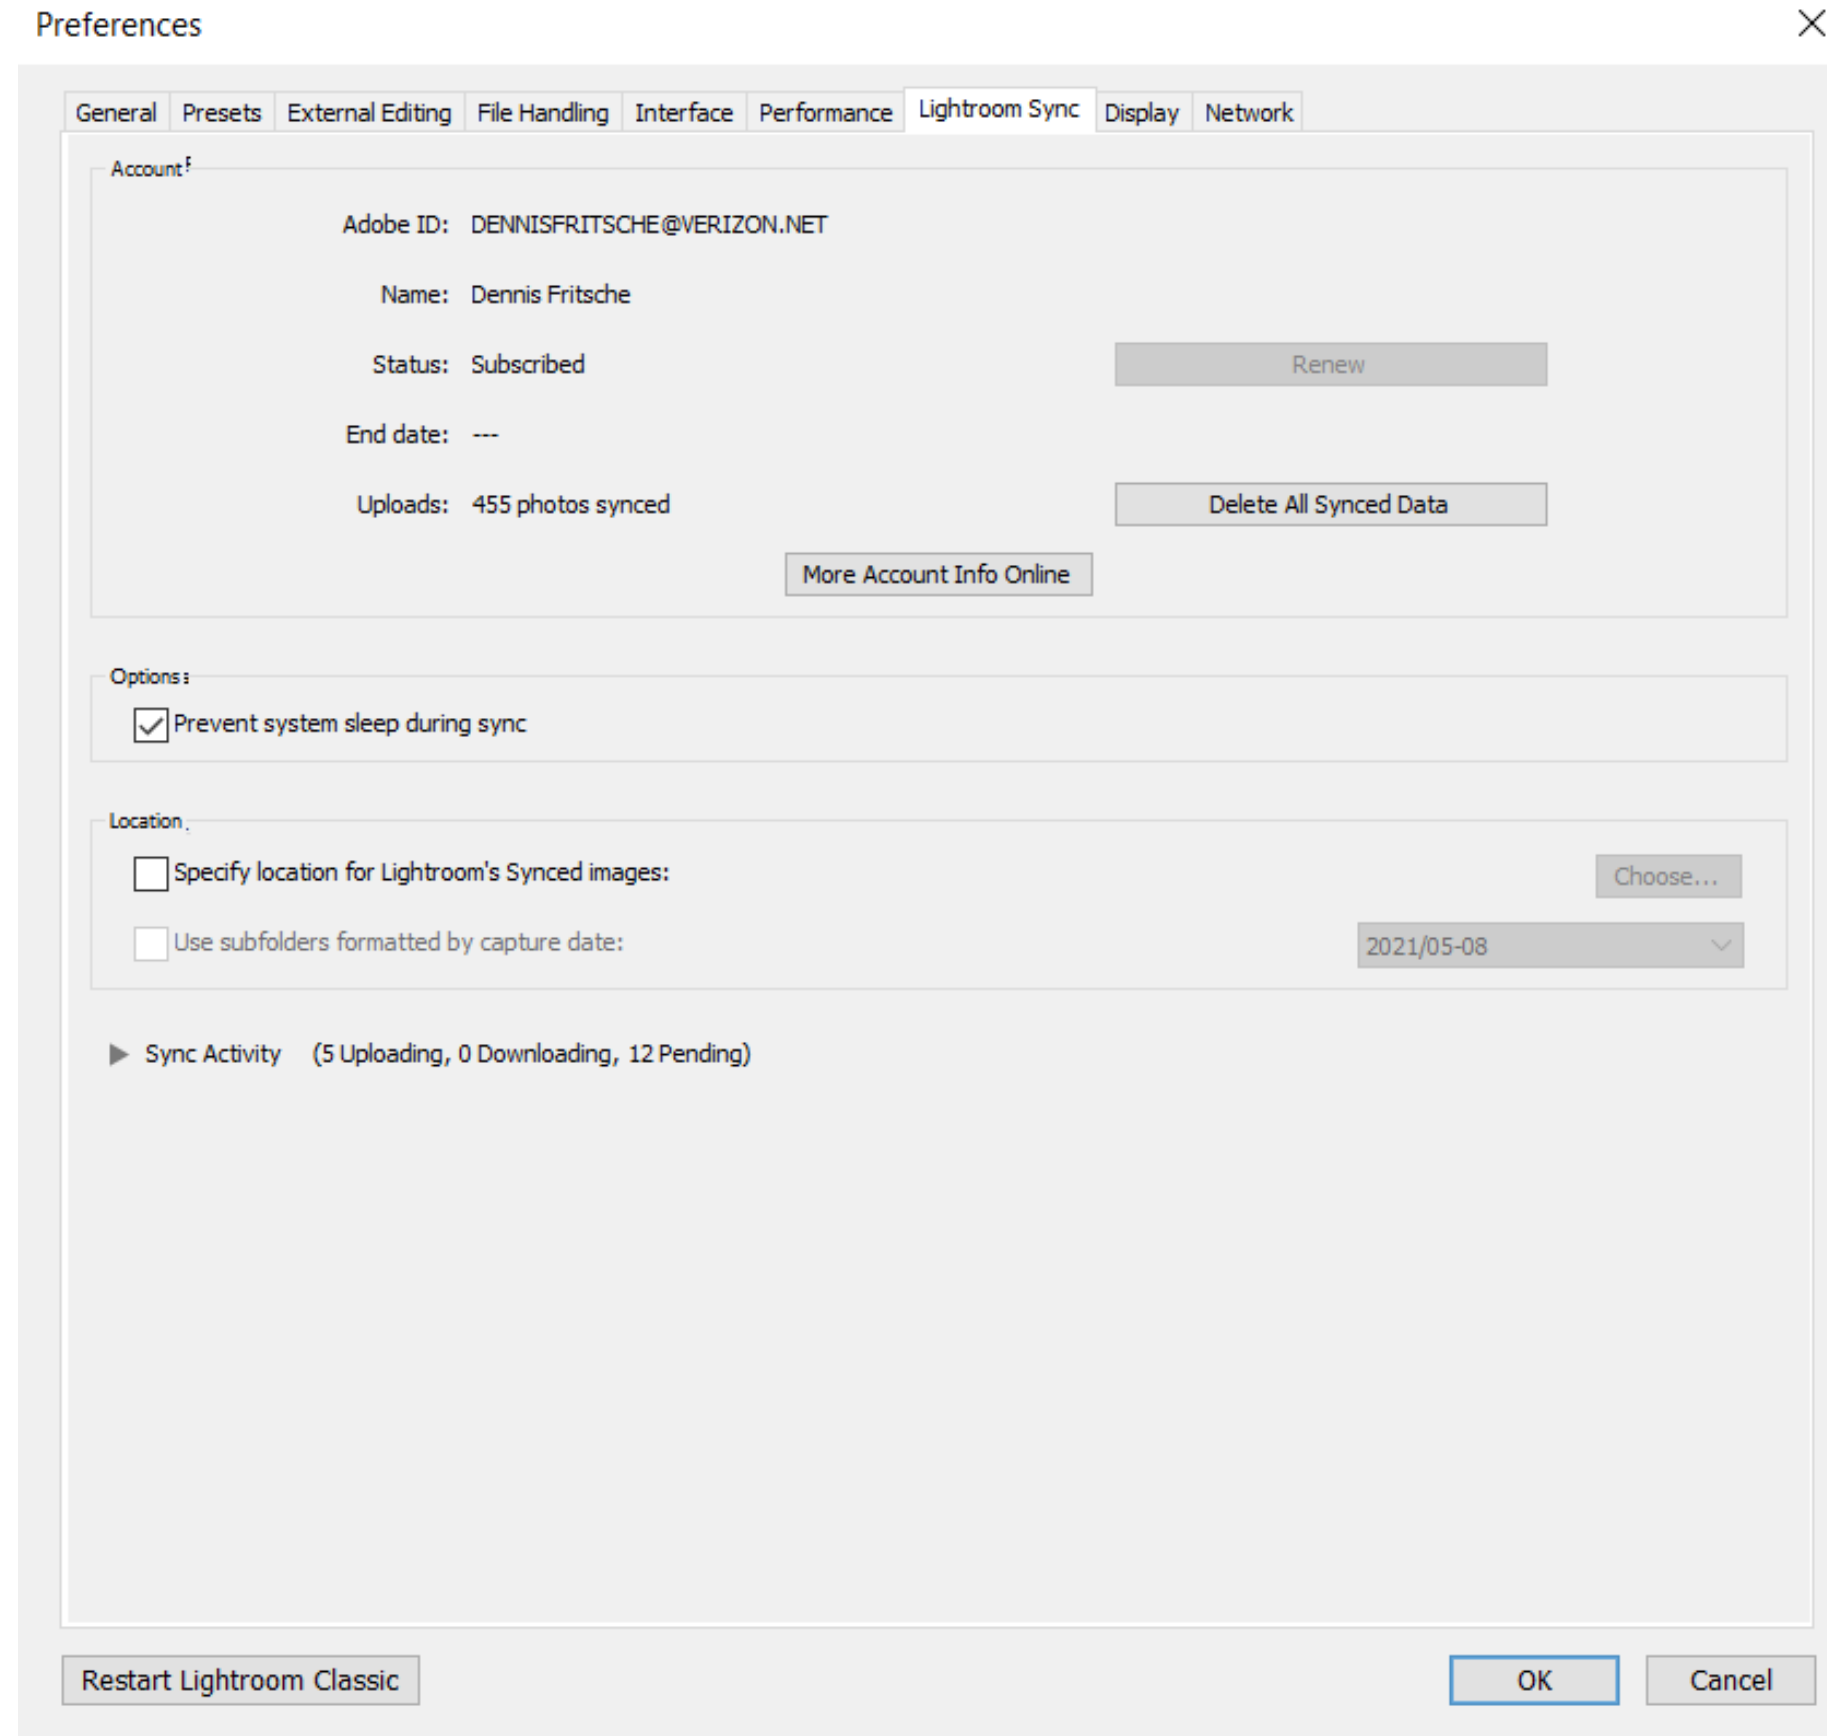 Preferences
General Presets External Editing File Handling Interface Performance Lightroom Sync Display Network
Account
Adobe ID: DENNISFRITSCHE@VERIZON.NET
Name: Dennis Fritsche
Status: Subscribed Renew
End date: ---
Uploads: 455 photos synced Delete All Synced Data
More Account Info Online
Options
Prevent system sleep during sync
Location
Specify location for Lightroom's Synced images: Choose...
Use subfolders formatted by capture date: 2021/05-08
Sync Activity (5 Uploading, 0 Downloading, 12 Pending)
Restart Lightroom Classic OK Cancel